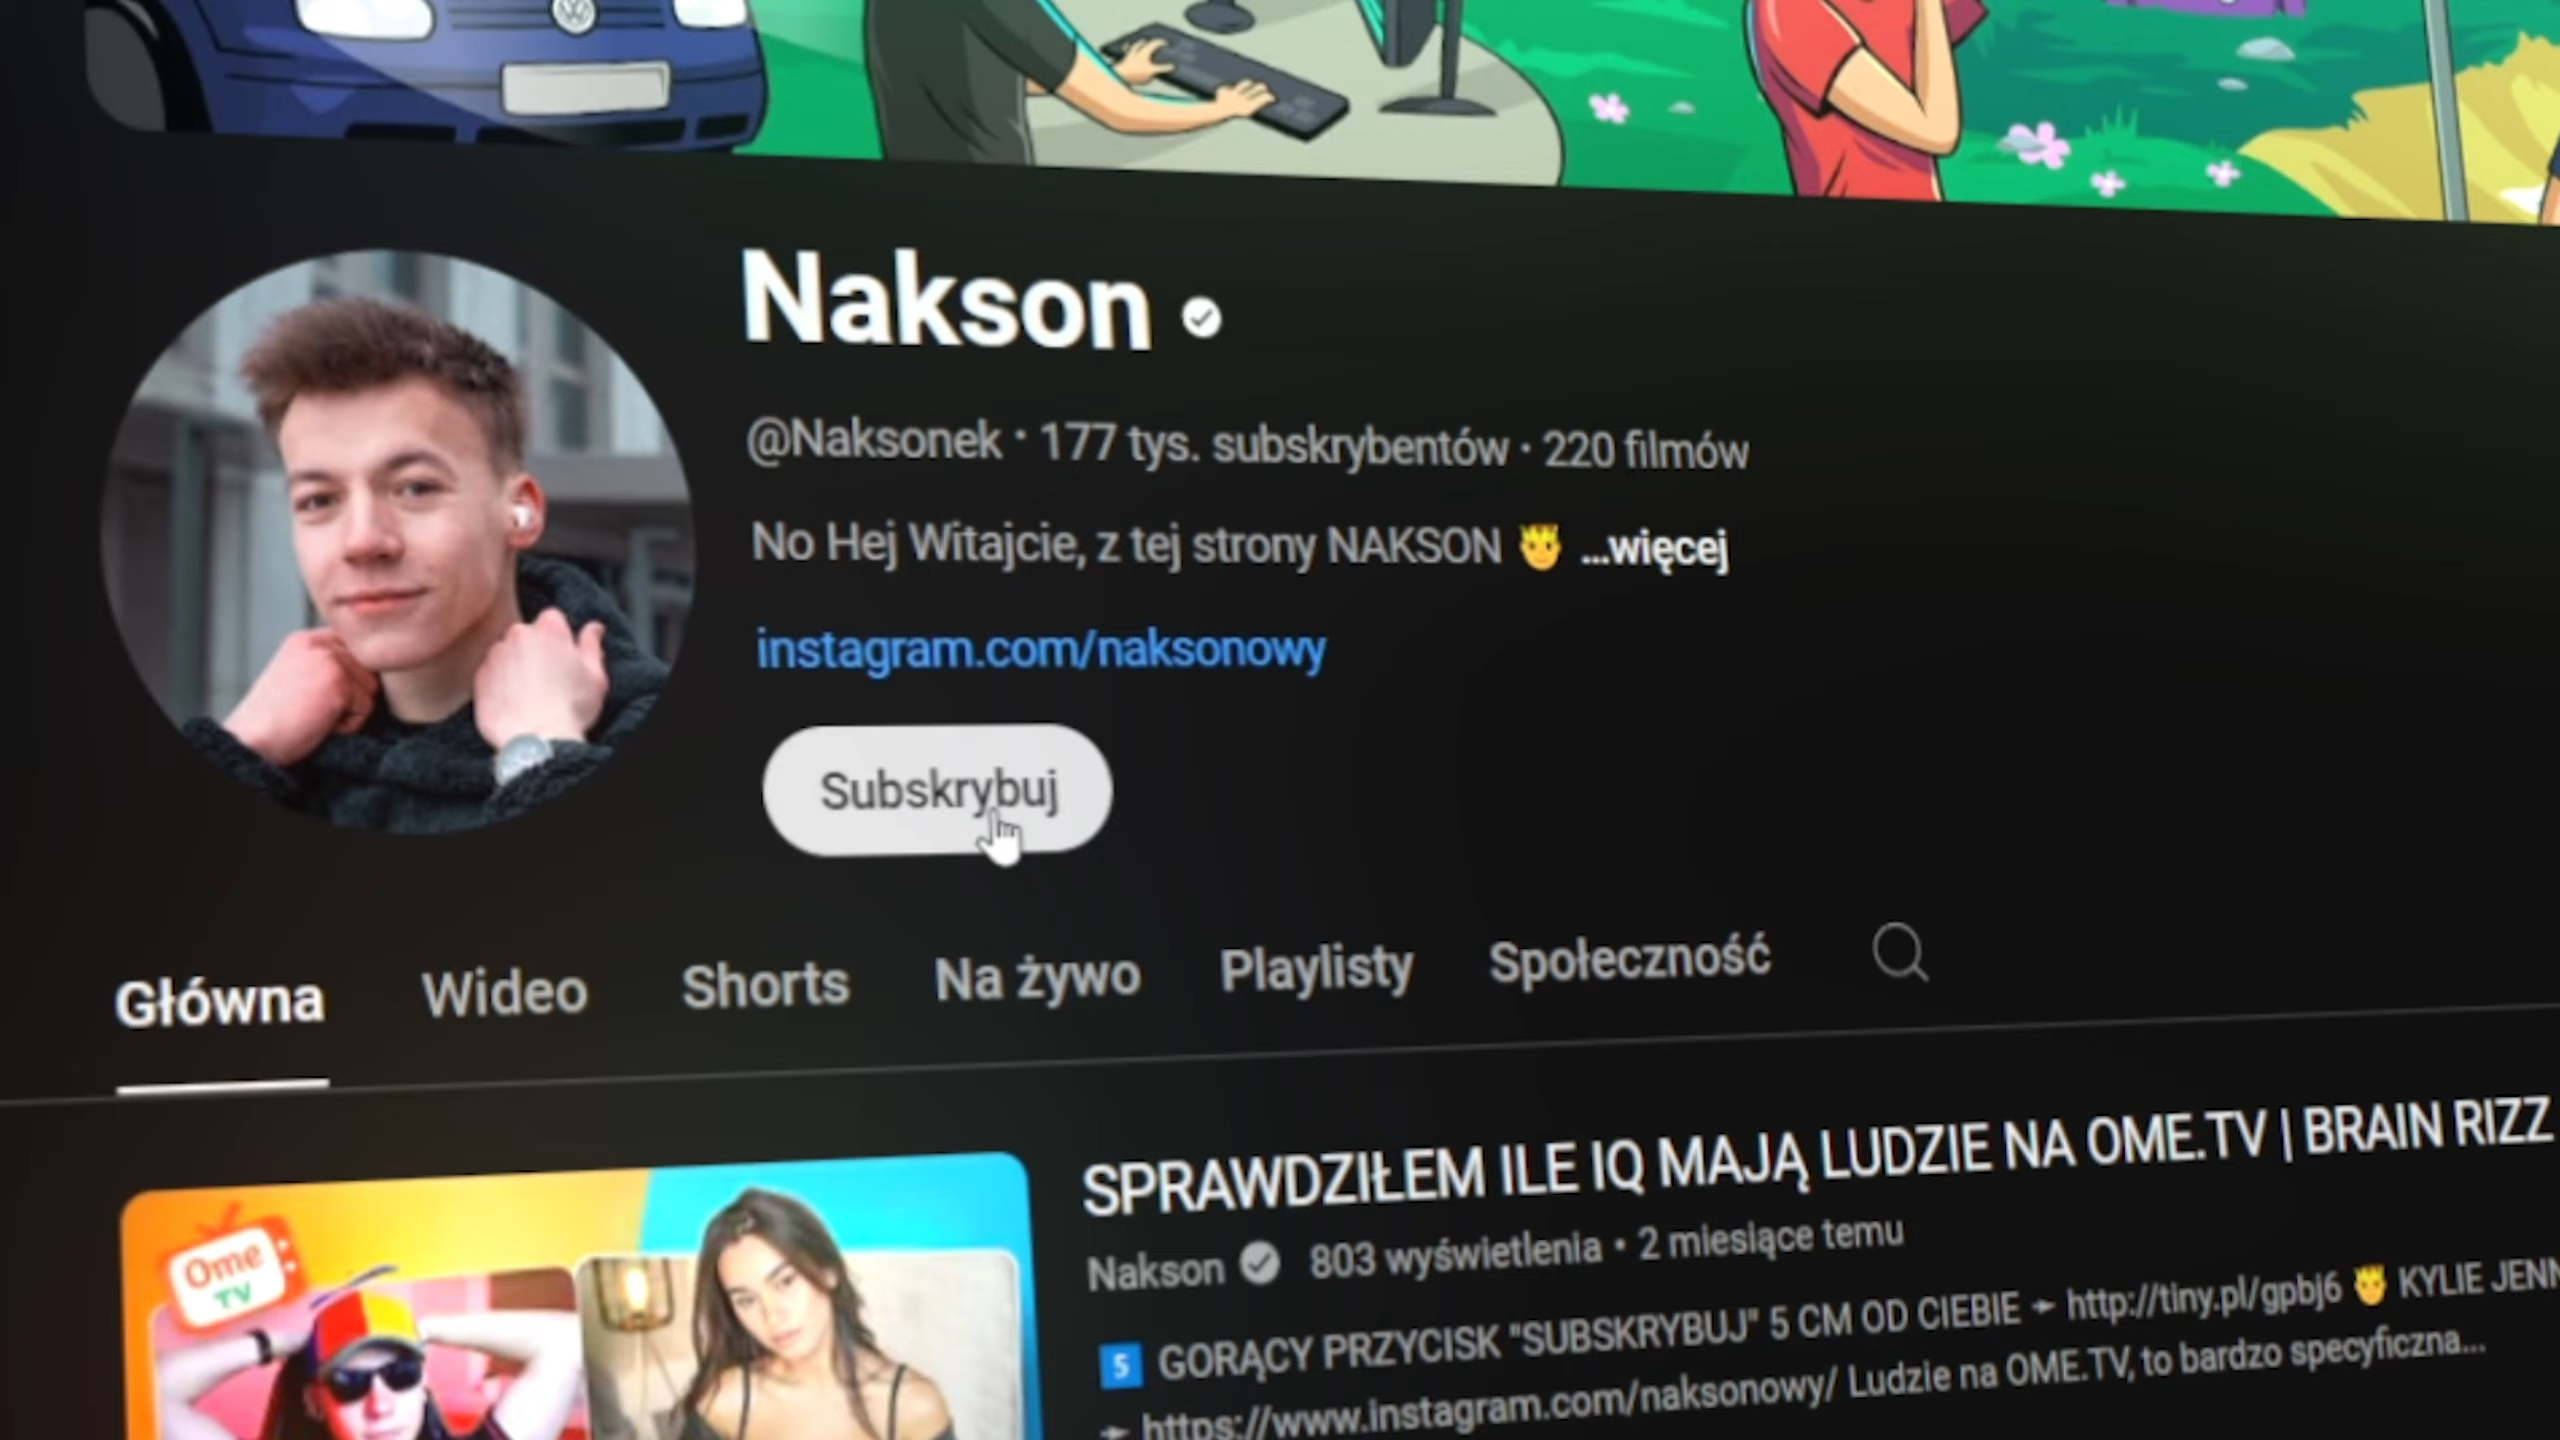 Nakson
@Naksonek • 177 tys. subskrybentów • 220 filmów
No Hej Witajcie, z tej strony NAKSON 🤴 ...więcej
instagram.com/naksonowy
Subskrybuj
Główna Wideo Shorts Na żywo Playlisty Społeczność
Ome TV
SPRAWDZIŁEM ILE IQ MAJĄ LUDZIE NA OME.TV | BRAIN RIZZ
Nakson 803 wyświetlenia • 2 miesiące temu
5️⃣ GORĄCY PRZYCISK "SUBSKRYBUJ" 5 CM OD CIEBIE ➛ http://tiny.pl/gpbj6 🤴 KYLIE
➛ https://www.instagram.com/naksonowy/ Ludzie na OME.TV, to bardzo specyficzna...